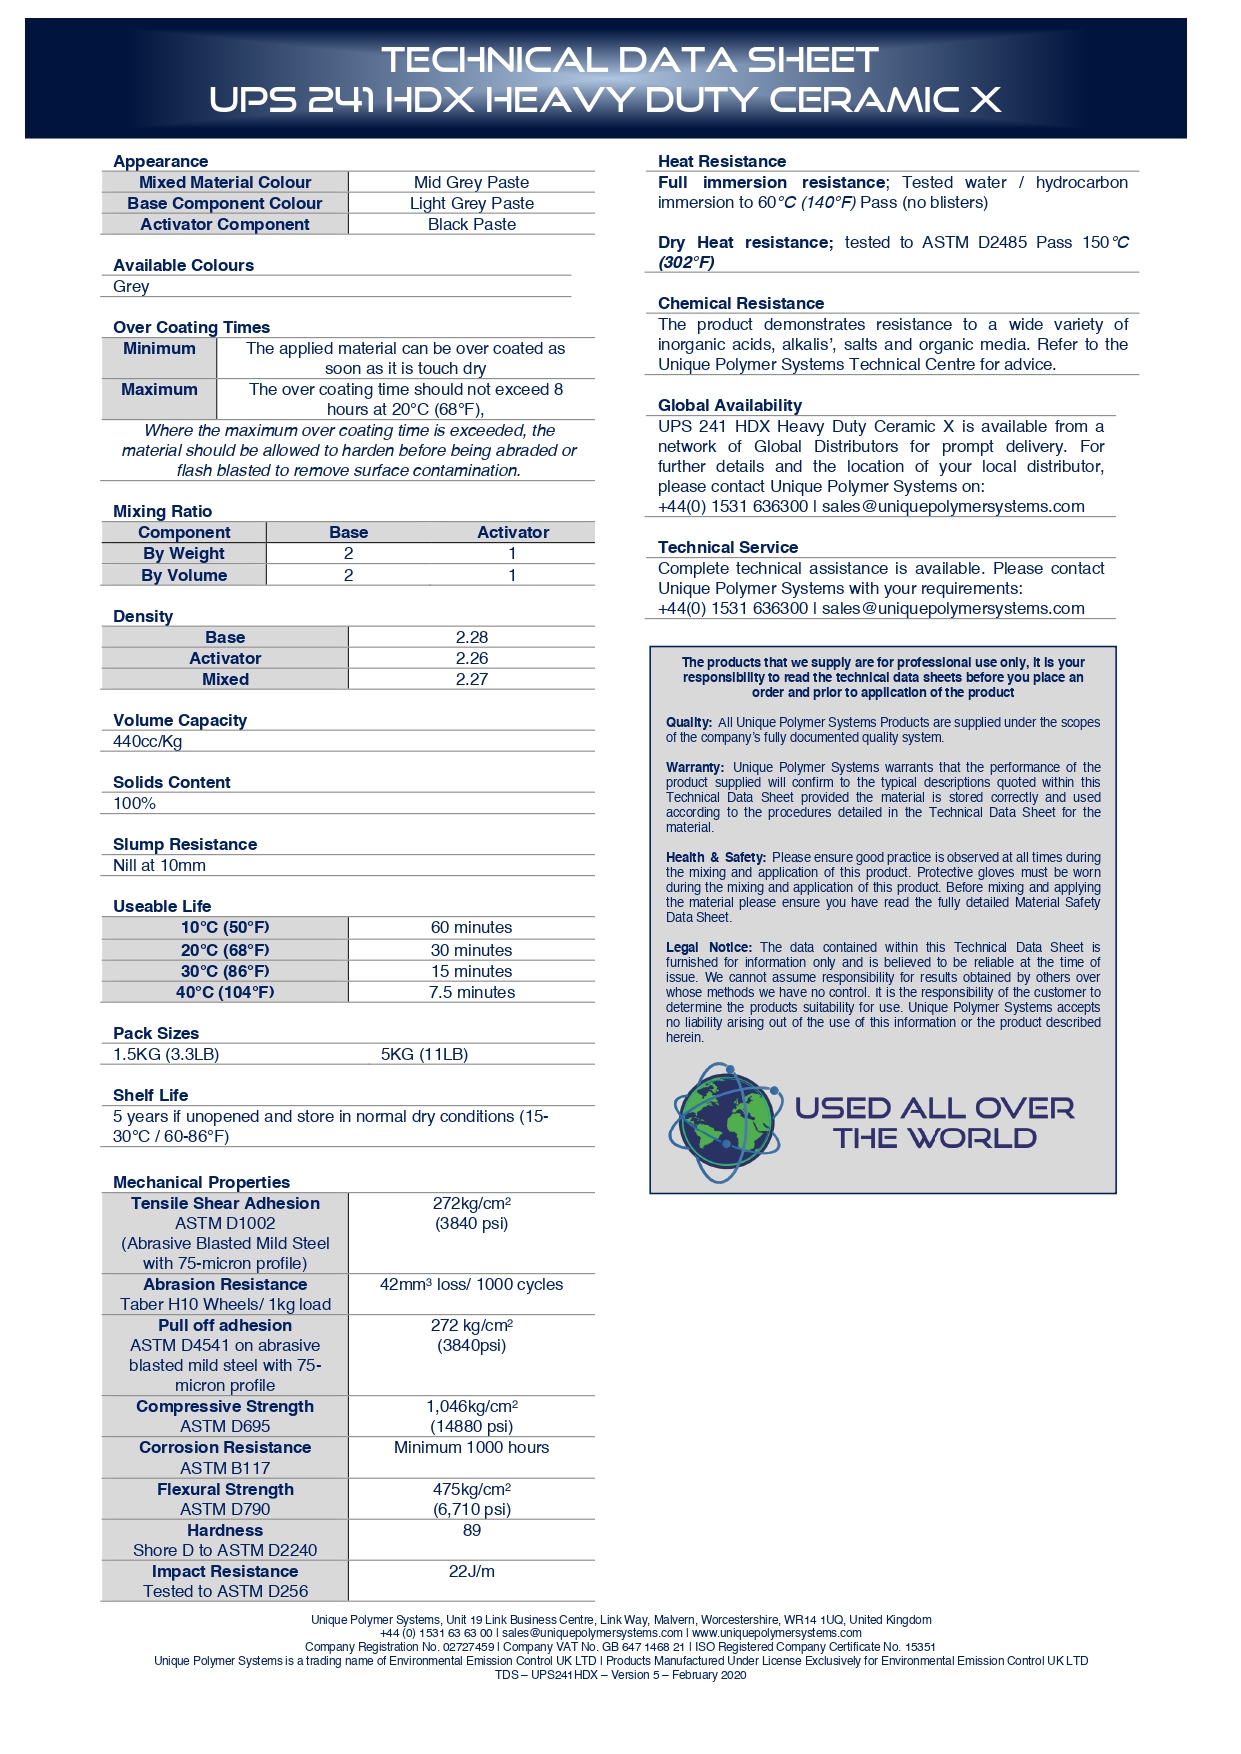 TECHNICAL DATA SHEET
UPS 241 HDX HEAVY DUTY CERAMIC X
Appearance
Mixed Material Colour Mid Grey Paste
Base Component Colour Light Grey Paste
Activator Component Black Paste
Available Colours
Grey
Over Coating Times
Minimum The applied material can be over coated as
soon as it is touch dry
Maximum The over coating time should not exceed 8
hours at 20°C (68°F),
Where the maximum over coating time is exceeded, the
material should be allowed to harden before being abraded or
flash blasted to remove surface contamination.
Mixing Ratio
Component Base Activator
By Weight 2 1
By Volume 2 1
Density
Base 2.28
Activator 2.26
Mixed 2.27
Volume Capacity
440cc/Kg
Solids Content
100%
Slump Resistance
Nill at 10mm
Useable Life
10°C (50°F) 60 minutes
20°C (68°F) 30 minutes
30°C (86°F) 15 minutes
40°C (104°F) 7.5 minutes
Pack Sizes
1.5KG (3.3LB) 5KG (11LB)
Shelf Life
5 years if unopened and store in normal dry conditions (15-
30°C / 60-86°F)
Mechanical Properties
Tensile Shear Adhesion 272kg/cm²
ASTM D1002 (3840 psi)
(Abrasive Blasted Mild Steel
with 75-micron profile)
Abrasion Resistance 42mm³ loss/ 1000 cycles
Taber H10 Wheels/ 1kg load
Pull off adhesion 272 kg/cm²
ASTM D4541 on abrasive (3840psi)
blasted mild steel with 75-
micron profile
Compressive Strength 1,046kg/cm²
ASTM D695 (14880 psi)
Corrosion Resistance Minimum 1000 hours
ASTM B117
Flexural Strength 475kg/cm²
ASTM D790 (6,710 psi)
Hardness 89
Shore D to ASTM D2240
Impact Resistance 22J/m
Tested to ASTM D256
Heat Resistance
Full immersion resistance; Tested water / hydrocarbon
immersion to 60°C (140°F) Pass (no blisters)
Dry Heat resistance; tested to ASTM D2485 Pass 150°C
(302°F)
Chemical Resistance
The product demonstrates resistance to a wide variety of
inorganic acids, alkalis', salts and organic media. Refer to the
Unique Polymer Systems Technical Centre for advice.
Global Availability
UPS 241 HDX Heavy Duty Ceramic X is available from a
network of Global Distributors for prompt delivery. For
further details and the location of your local distributor,
please contact Unique Polymer Systems on:
+44(0) 1531 636300 | sales@uniquepolymersystems.com
Technical Service
Complete technical assistance is available. Please contact
Unique Polymer Systems with your requirements:
+44(0) 1531 636300 | sales@uniquepolymersystems.com
The products that we supply are for professional use only, it is your
responsibility to read the technical data sheets before you place an
order and prior to application of the product
Quality: All Unique Polymer Systems Products are supplied under the scopes
of the company's fully documented quality system.
Warranty: Unique Polymer Systems warrants that the performance of the
product supplied will confirm to the typical descriptions quoted within this
Technical Data Sheet provided the material is stored correctly and used
according to the procedures detailed in the Technical Data Sheet for the
material.
Health & Safety: Please ensure good practice is observed at all times during
the mixing and application of this product. Protective gloves must be worn
during the mixing and application of this product. Before mixing and applying
the material please ensure you have read the fully detailed Material Safety
Data Sheet.
Legal Notice: The data contained within this Technical Data Sheet is
furnished for information only and is believed to be reliable at the time of
issue. We cannot assume responsibility for results obtained by others over
whose methods we have no control. It is the responsibility of the customer to
determine the products suitability for use. Unique Polymer Systems accepts
no liability arising out of the use of this information or the product described
herein.
USED ALL OVER
THE WORLD
Unique Polymer Systems, Unit 19 Link Business Centre, Link Way, Malvern, Worcestershire, WR14 1UQ, United Kingdom
+44 (0) 1531 63 63 00 | sales@uniquepolymersystems.com | www.uniquepolymersystems.com
Company Registration No. 02727459 | Company VAT No. GB 647 1468 21 | ISO Registered Company Certificate No. 15351
Unique Polymer Systems is a trading name of Environmental Emission Control UK LTD | Products Manufactured Under License Exclusively for Environmental Emission Control UK LTD
TDS – UPS241HDX – Version 5 – February 2020